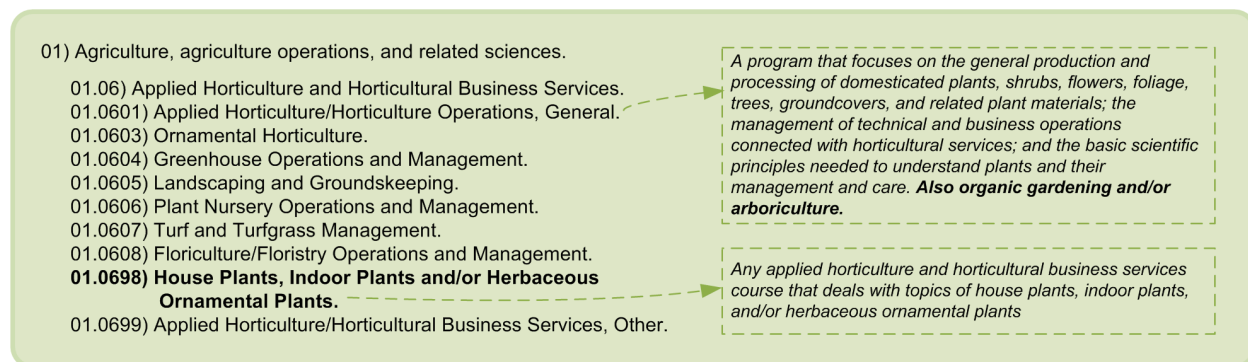 01) Agriculture, agriculture operations, and related sciences.
01.06) Applied Horticulture and Horticultural Business Services.
01.0601) Applied Horticulture/Horticulture Operations, General.
01.0603) Ornamental Horticulture.
01.0604) Greenhouse Operations and Management.
01.0605) Landscaping and Groundskeeping.
01.0606) Plant Nursery Operations and Management.
01.0607) Turf and Turfgrass Management.
01.0608) Floriculture/Floristry Operations and Management.
01.0698) House Plants, Indoor Plants and/or Herbaceous
Ornamental Plants.
01.0699) Applied Horticulture/Horticultural Business Services, Other.
A program that focuses on the general production and
processing of domesticated plants, shrubs, flowers, foliage,
trees, groundcovers, and related plant materials; the
management of technical and business operations
connected with horticultural services; and the basic scientific
principles needed to understand plants and their
management and care. Also organic gardening and/or
arboriculture.
Any applied horticulture and horticultural business services
course that deals with topics of house plants, indoor plants,
and/or herbaceous ornamental plants